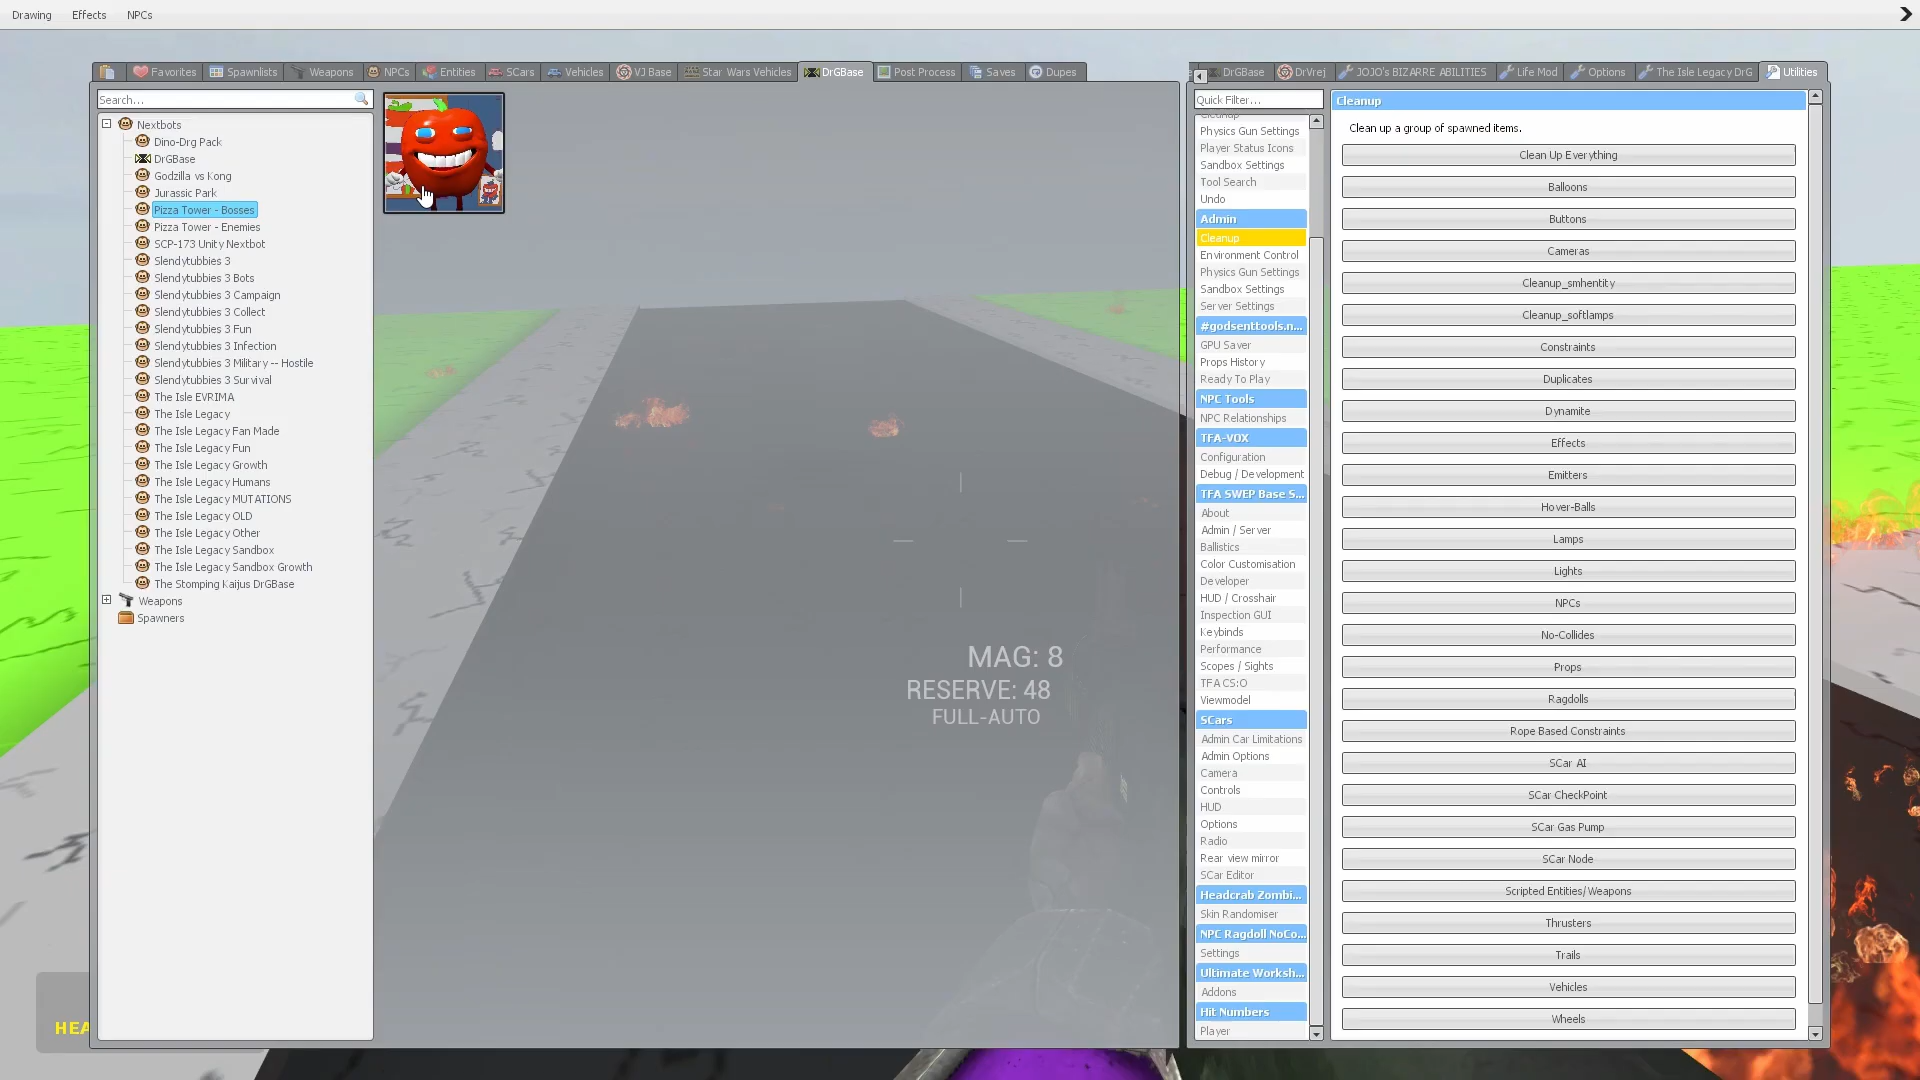 Drawing Effects NPCs
Favorites Spawnlists Weapons NPCs Entities SCars Vehicles VJ Base Star Wars Vehicles DrGBase Post Process Saves Dupes
DrGBase DrVrej JOJO's BIZARRE ABILITIES Life Mod Options The Isle Legacy DrG Utilities
Search...
Nextbots
Dino-Drg Pack
DrGBase
Godzilla vs Kong
Jurassic Park
Pizza Tower - Bosses
Pizza Tower - Enemies
SCP-173 Unity Nextbot
Slendytubbies 3
Slendytubbies 3 Bots
Slendytubbies 3 Campaign
Slendytubbies 3 Collect
Slendytubbies 3 Fun
Slendytubbies 3 Infection
Slendytubbies 3 Military -- Hostile
Slendytubbies 3 Survival
The Isle EVRIMA
The Isle Legacy
The Isle Legacy Fan Made
The Isle Legacy Fun
The Isle Legacy Growth
The Isle Legacy Humans
The Isle Legacy MUTATIONS
The Isle Legacy OLD
The Isle Legacy Other
The Isle Legacy Sandbox
The Isle Legacy Sandbox Growth
The Stomping Kaijus DrGBase
Weapons
Spawners
HEA
MAG: 8
RESERVE: 48
FULL-AUTO
Quick Filter...
Cleanup
Physics Gun Settings
Player Status Icons
Sandbox Settings
Tool Search
Undo
Admin
Cleanup
Environment Control
Physics Gun Settings
Sandbox Settings
Server Settings
#godsenttools.n...
GPU Saver
Props History
Ready To Play
NPC Tools
NPC Relationships
TFA-VOX
Configuration
Debug / Development
TFA SWEP Base S...
About
Admin / Server
Ballistics
Color Customisation
Developer
HUD / Crosshair
Inspection GUI
Keybinds
Performance
Scopes / Sights
TFA CS:O
Viewmodel
SCars
Admin Car Limitations
Admin Options
Camera
Controls
HUD
Options
Radio
Rear view mirror
SCar Editor
Headcrab Zombi...
Skin Randomiser
NPC Ragdoll NoCo...
Settings
Ultimate Worksh...
Addons
Hit Numbers
Player
Cleanup
Clean up a group of spawned items.
Clean Up Everything
Balloons
Buttons
Cameras
Cleanup_smhentity
Cleanup_softlamps
Constraints
Duplicates
Dynamite
Effects
Emitters
Hover-Balls
Lamps
Lights
NPCs
No-Collides
Props
Ragdolls
Rope Based Constraints
SCar AI
SCar CheckPoint
SCar Gas Pump
SCar Node
Scripted Entities/Weapons
Thrusters
Trails
Vehicles
Wheels